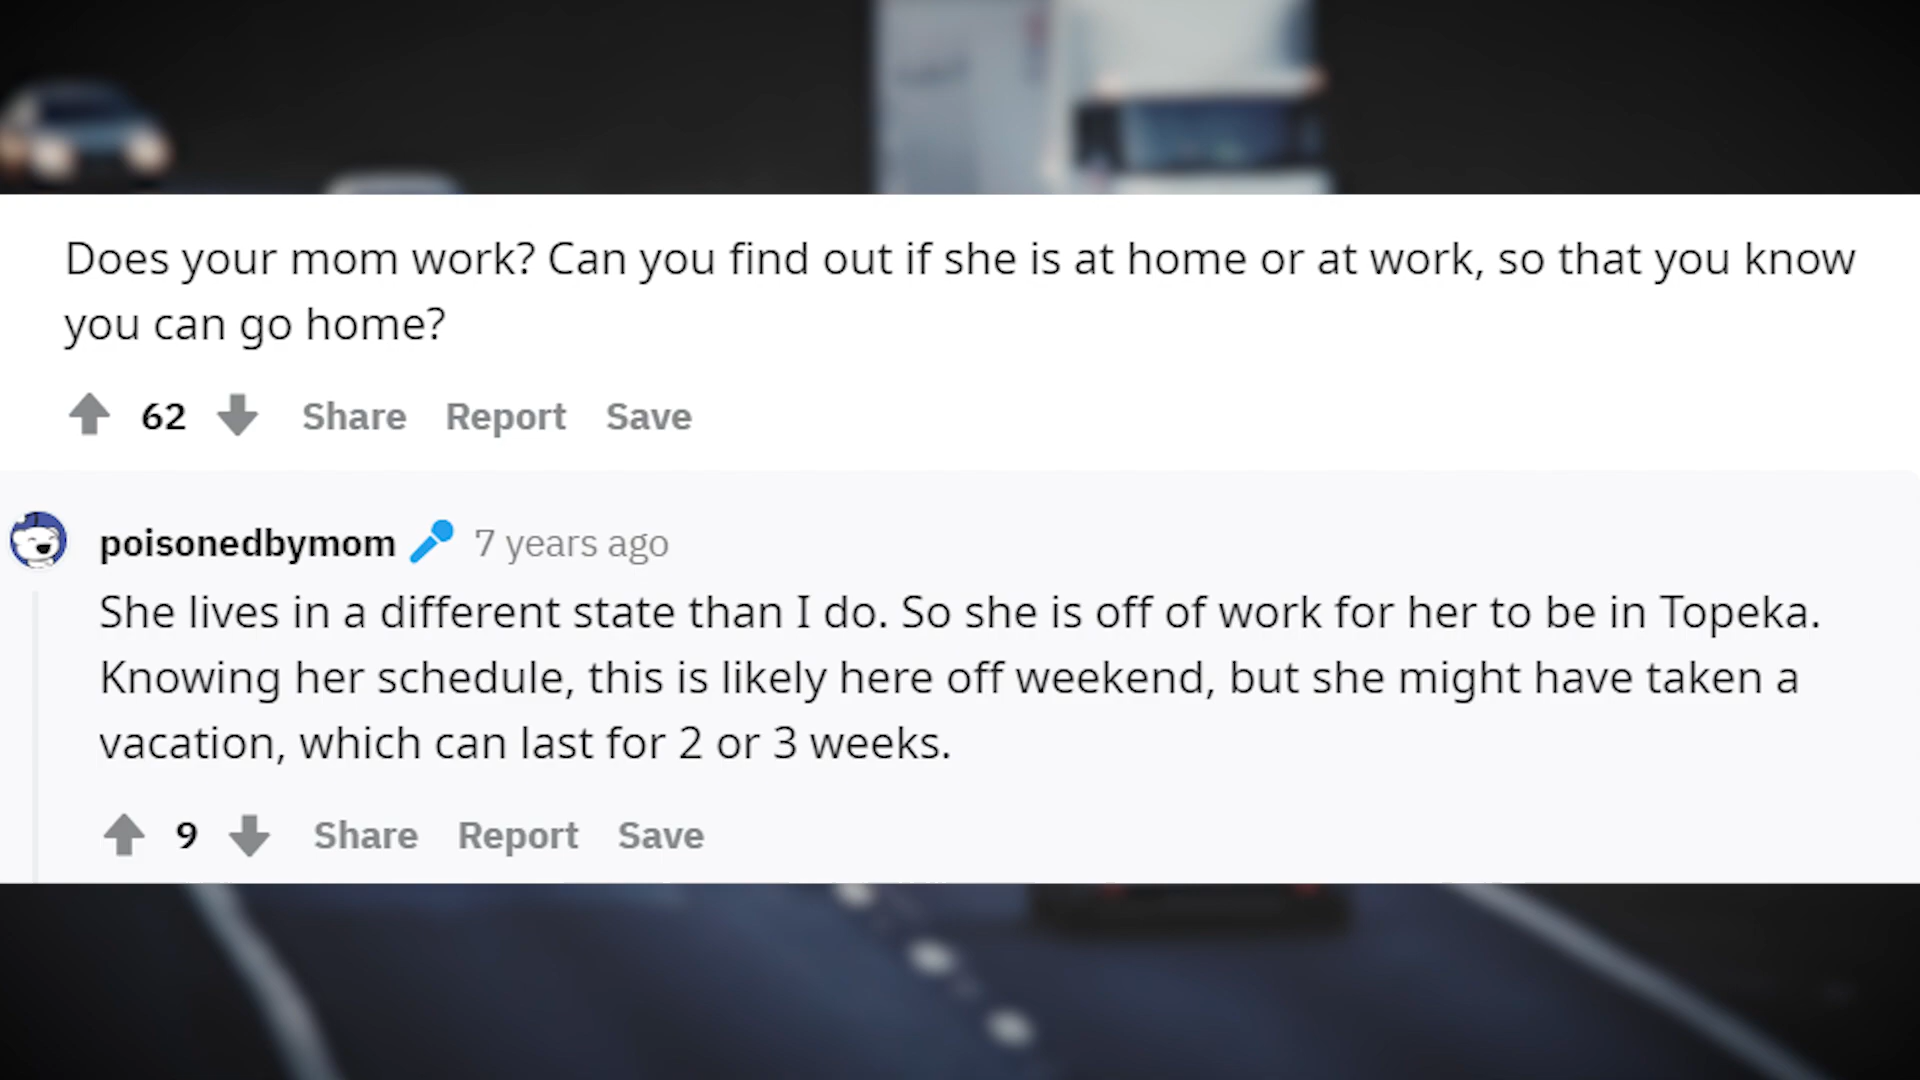 Does your mom work? Can you find out if she is at home or at work, so that you know
you can go home?
62 Share Report Save
poisonedbymom 7 years ago
She lives in a different state than I do. So she is off of work for her to be in Topeka.
Knowing her schedule, this is likely here off weekend, but she might have taken a
vacation, which can last for 2 or 3 weeks.
9 Share Report Save